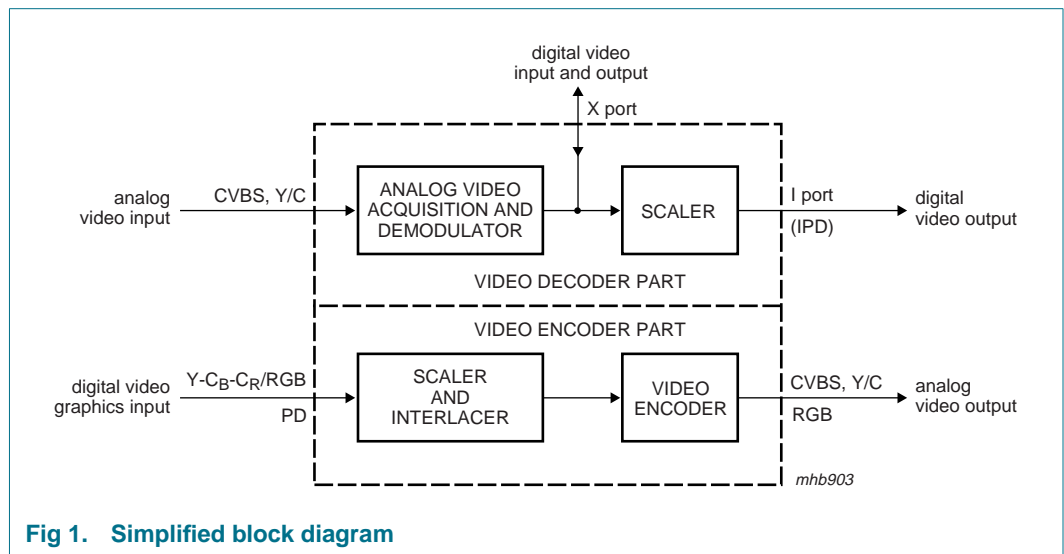 digital video
input and output
X port
analog
video input
CVBS, Y/C
ANALOG VIDEO
ACQUISITION AND
DEMODULATOR
SCALER
I port
(IPD)
digital
video output
VIDEO DECODER PART
VIDEO ENCODER PART
digital video
graphics input
Y-CB-CR/RGB
PD
SCALER
AND
INTERLACER
VIDEO
ENCODER
CVBS, Y/C
RGB
analog
video output
mhb903
Fig 1. Simplified block diagram